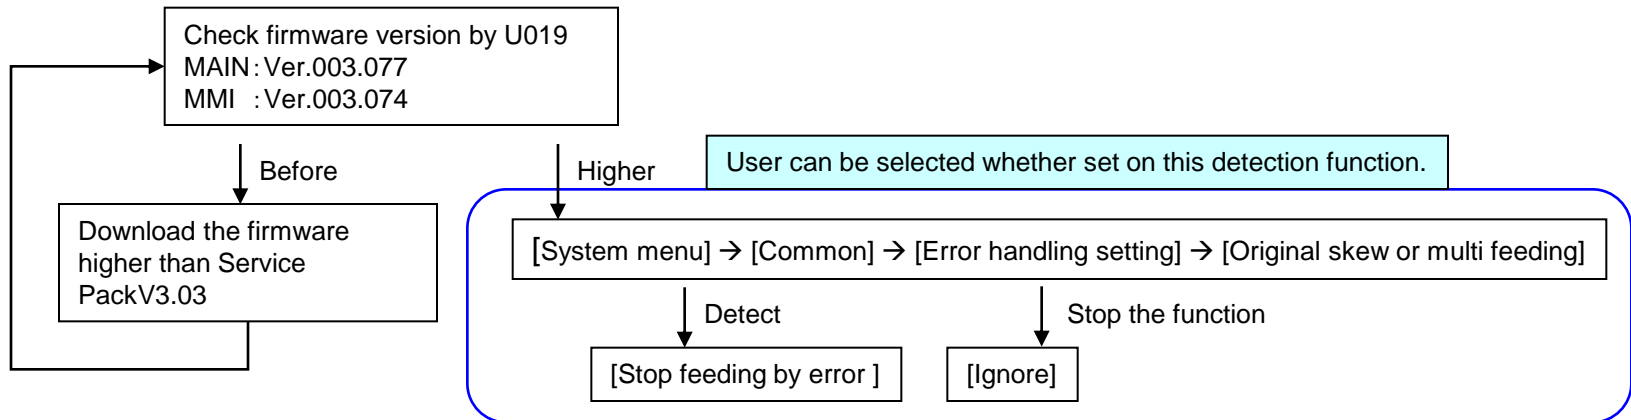 Check firmware version by U019
MAIN：Ver.003.077
MMI ：Ver.003.074
Before
Higher
User can be selected whether set on this detection function.
Download the firmware
higher than Service
PackV3.03
[System menu] → [Common] → [Error handling setting] → [Original skew or multi feeding]
Detect
Stop the function
[Stop feeding by error ]
[Ignore]